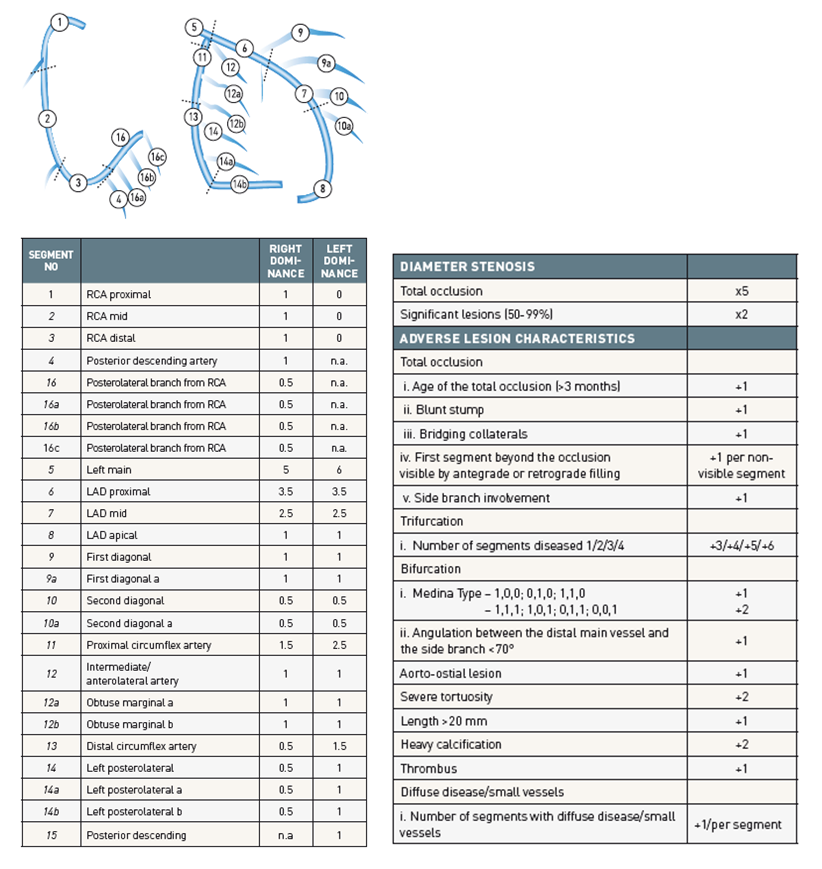 1
2
3
16
16c
16b
16a
4
5
6
9
11
12
9a
12a
7
10
13
12b
14
10a
14a
14b
8
SEGMENT NO RIGHT DOMI-NANCE LEFT DOMI-NANCE
1 RCA proximal 1 0
2 RCA mid 1 0
3 RCA distal 1 0
4 Posterior descending artery 1 n.a.
16 Posterolateral branch from RCA 0.5 n.a.
16a Posterolateral branch from RCA 0.5 n.a.
16b Posterolateral branch from RCA 0.5 n.a.
16c Posterolateral branch from RCA 0.5 n.a.
5 Left main 5 6
6 LAD proximal 3.5 3.5
7 LAD mid 2.5 2.5
8 LAD apical 1 1
9 First diagonal 1 1
9a First diagonal a 1 1
10 Second diagonal 0.5 0.5
10a Second diagonal a 0.5 0.5
11 Proximal circumflex artery 1.5 2.5
12 Intermediate/
anterolateral artery 1 1
12a Obtuse marginal a 1 1
12b Obtuse marginal b 1 1
13 Distal circumflex artery 0.5 1.5
14 Left posterolateral 0.5 1
14a Left posterolateral a 0.5 1
14b Left posterolateral b 0.5 1
15 Posterior descending n.a 1
DIAMETER STENOSIS
Total occlusion x5
Significant lesions (50-99%) x2
ADVERSE LESION CHARACTERISTICS
Total occlusion
i. Age of the total occlusion (>3 months) +1
ii. Blunt stump +1
iii. Bridging collaterals +1
iv. First segment beyond the occlusion +1 per non-
visible by antegrade or retrograde filling visible segment
v. Side branch involvement +1
Trifurcation
i. Number of segments diseased 1/2/3/4 +3/+4/+5/+6
Bifurcation
i. Medina Type – 1,0,0; 0,1,0; 1,1,0 +1
– 1,1,1; 1,0,1; 0,1,1; 0,0,1 +2
ii. Angulation between the distal main vessel and
the side branch <70° +1
Aorto-ostial lesion +1
Severe tortuosity +2
Length >20 mm +1
Heavy calcification +2
Thrombus +1
Diffuse disease/small vessels
i. Number of segments with diffuse disease/small
vessels +1/per segment